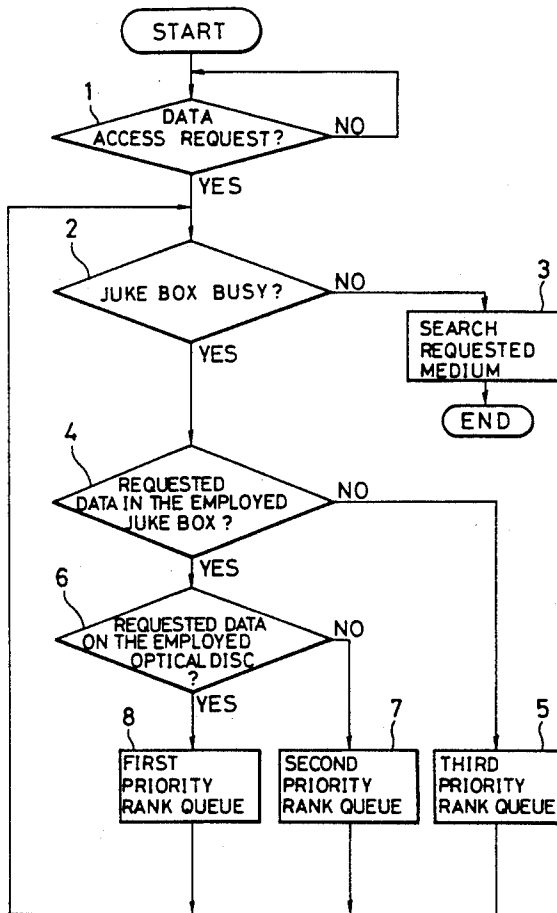 START
1
DATA
ACCESS REQUEST?
NO
YES
2
JUKE BOX BUSY?
NO
YES
3
SEARCH
REQUESTED
MEDIUM
END
4
REQUESTED
DATA IN THE EMPLOYED
JUKE BOX ?
NO
YES
6
REQUESTED DATA
ON THE EMPLOYED
OPTICAL DISC
?
NO
YES
8
FIRST
PRIORITY
RANK QUEUE
7
SECOND
PRIORITY
RANK QUEUE
5
THIRD
PRIORITY
RANK QUEUE